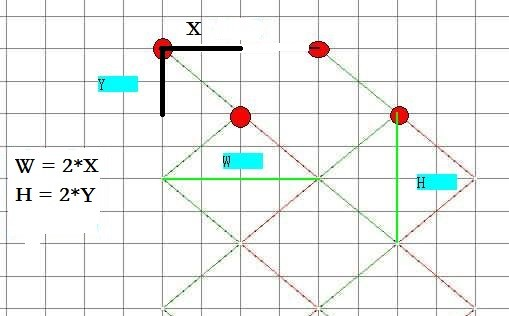 X
Y
W
W = 2*X
H = 2*Y
H